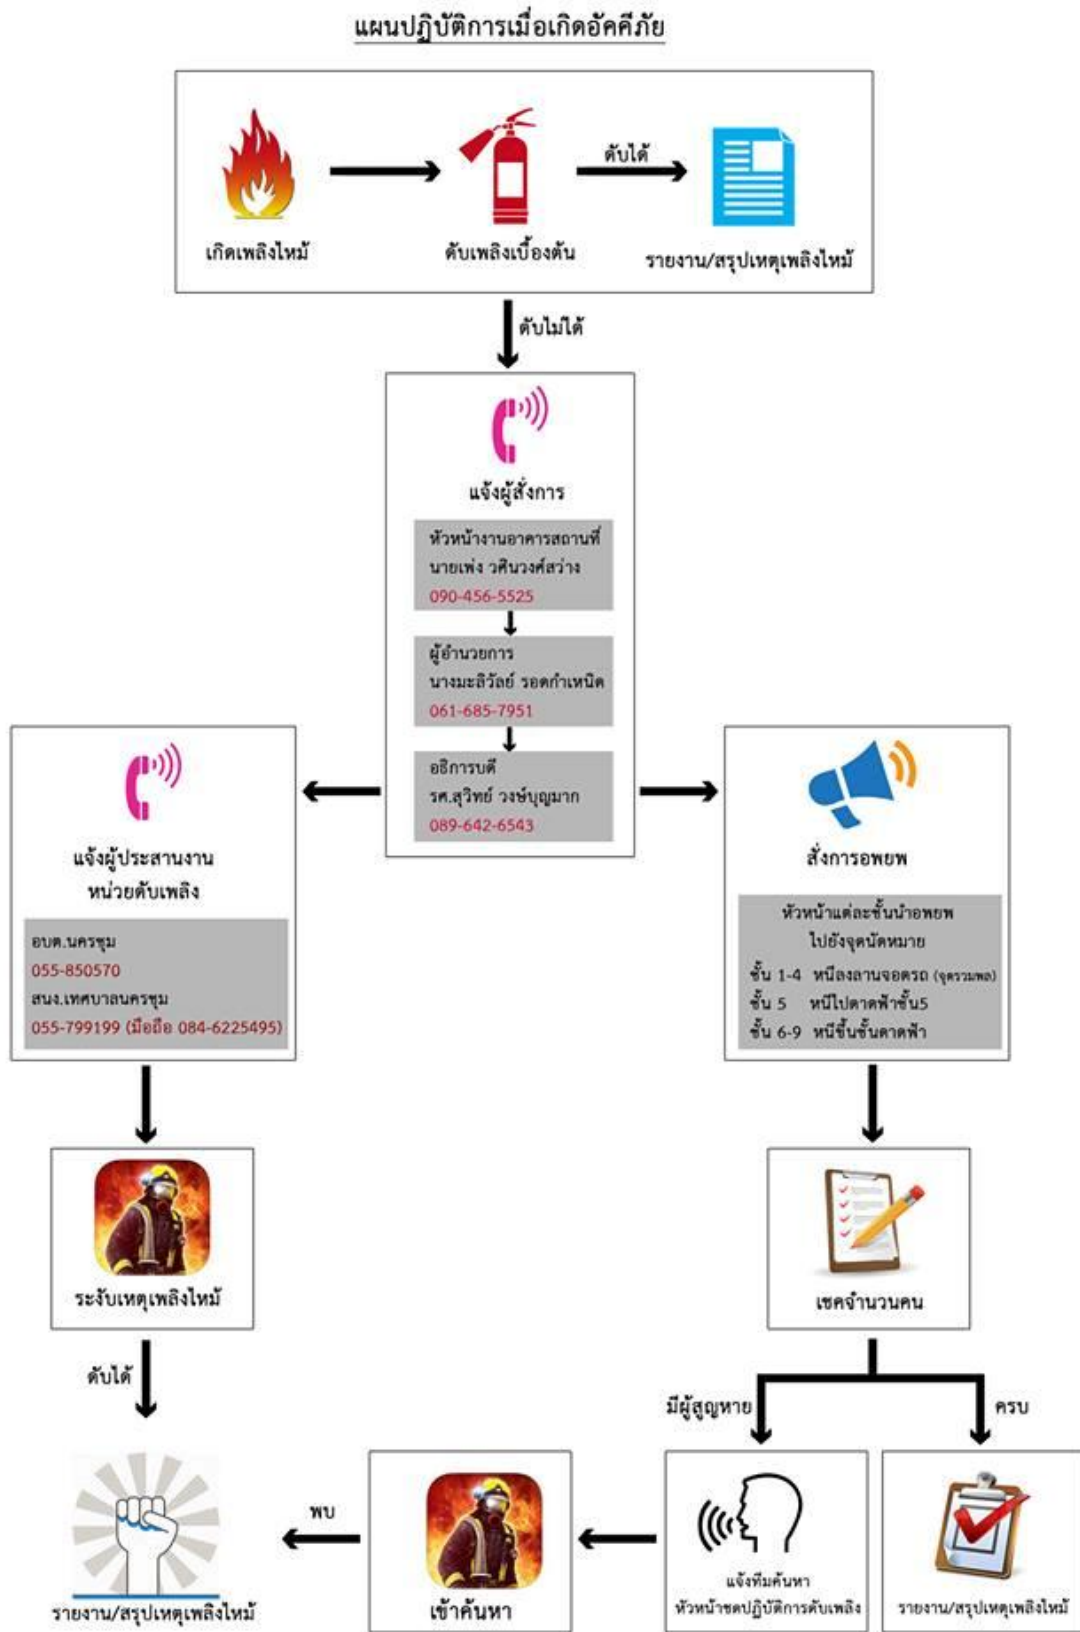 แผนปฏิบัติการเมื่อเกิดอัคคีภัย
ดับได้
เกิดเพลิงไหม้
ดับเพลิงเบื้องต้น
รายงาน/สรุปเหตุเพลิงไหม้
ดับไม่ได้
แจ้งผู้สั่งการ
หัวหน้างานอาคารสถานที่
นายเพ่ง วศินวงศ์สว่าง
090-456-5525
ผู้อำนวยการ
นางมะลิวัลย์ รอดกำเหนิด
061-685-7951
อธิการบดี
รศ.สุวิทย์ วงษ์บุญมาก
089-642-6543
แจ้งผู้ประสานงาน
หน่วยดับเพลิง
อบต.นครชุม
055-850570
สนง.เทศบาลนครชุม
055-799199 (มือถือ 084-6225495)
สั่งการอพยพ
หัวหน้าแต่ละชั้นนำอพยพ
ไปยังจุดนัดหมาย
ชั้น 1-4 หนีลงลานจอดรถ (จุดรวมพล)
ชั้น 5 หนีไปดาดฟ้าชั้น5
ชั้น 6-9 หนีขึ้นชั้นดาดฟ้า
ระงับเหตุเพลิงไหม้
เชคจำนวนคน
ดับได้
มีผู้สูญหาย
ครบ
พบ
รายงาน/สรุปเหตุเพลิงไหม้
เข้าค้นหา
แจ้งทีมค้นหา
หัวหน้าชดปฏิบัติการดับเพลิง
รายงาน/สรุปเหตุเพลิงไหม้